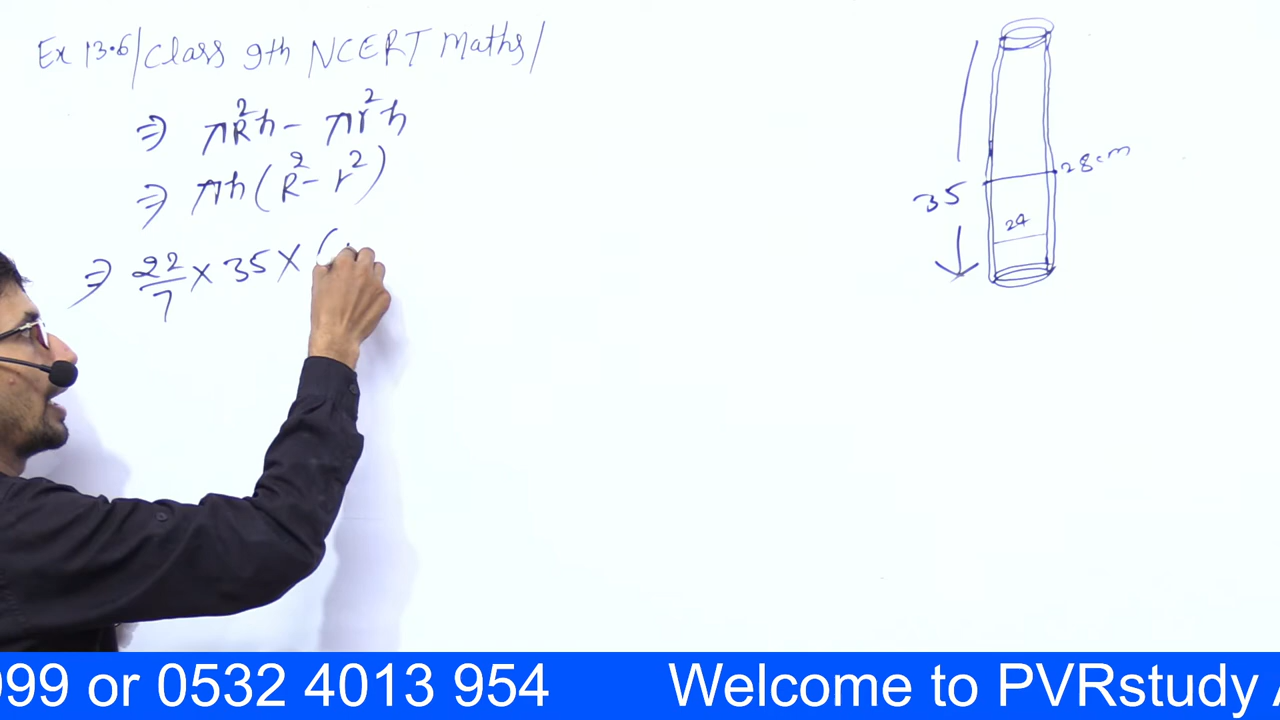 Ex 13.6/Class 9th NCERT Maths/
⇒ πR²h - πr²h
⇒ πh(R² - r²)
⇒ 22/7 × 35 × (
28cm
35
24
999 or 0532 4013 954 Welcome to PVRstudy A